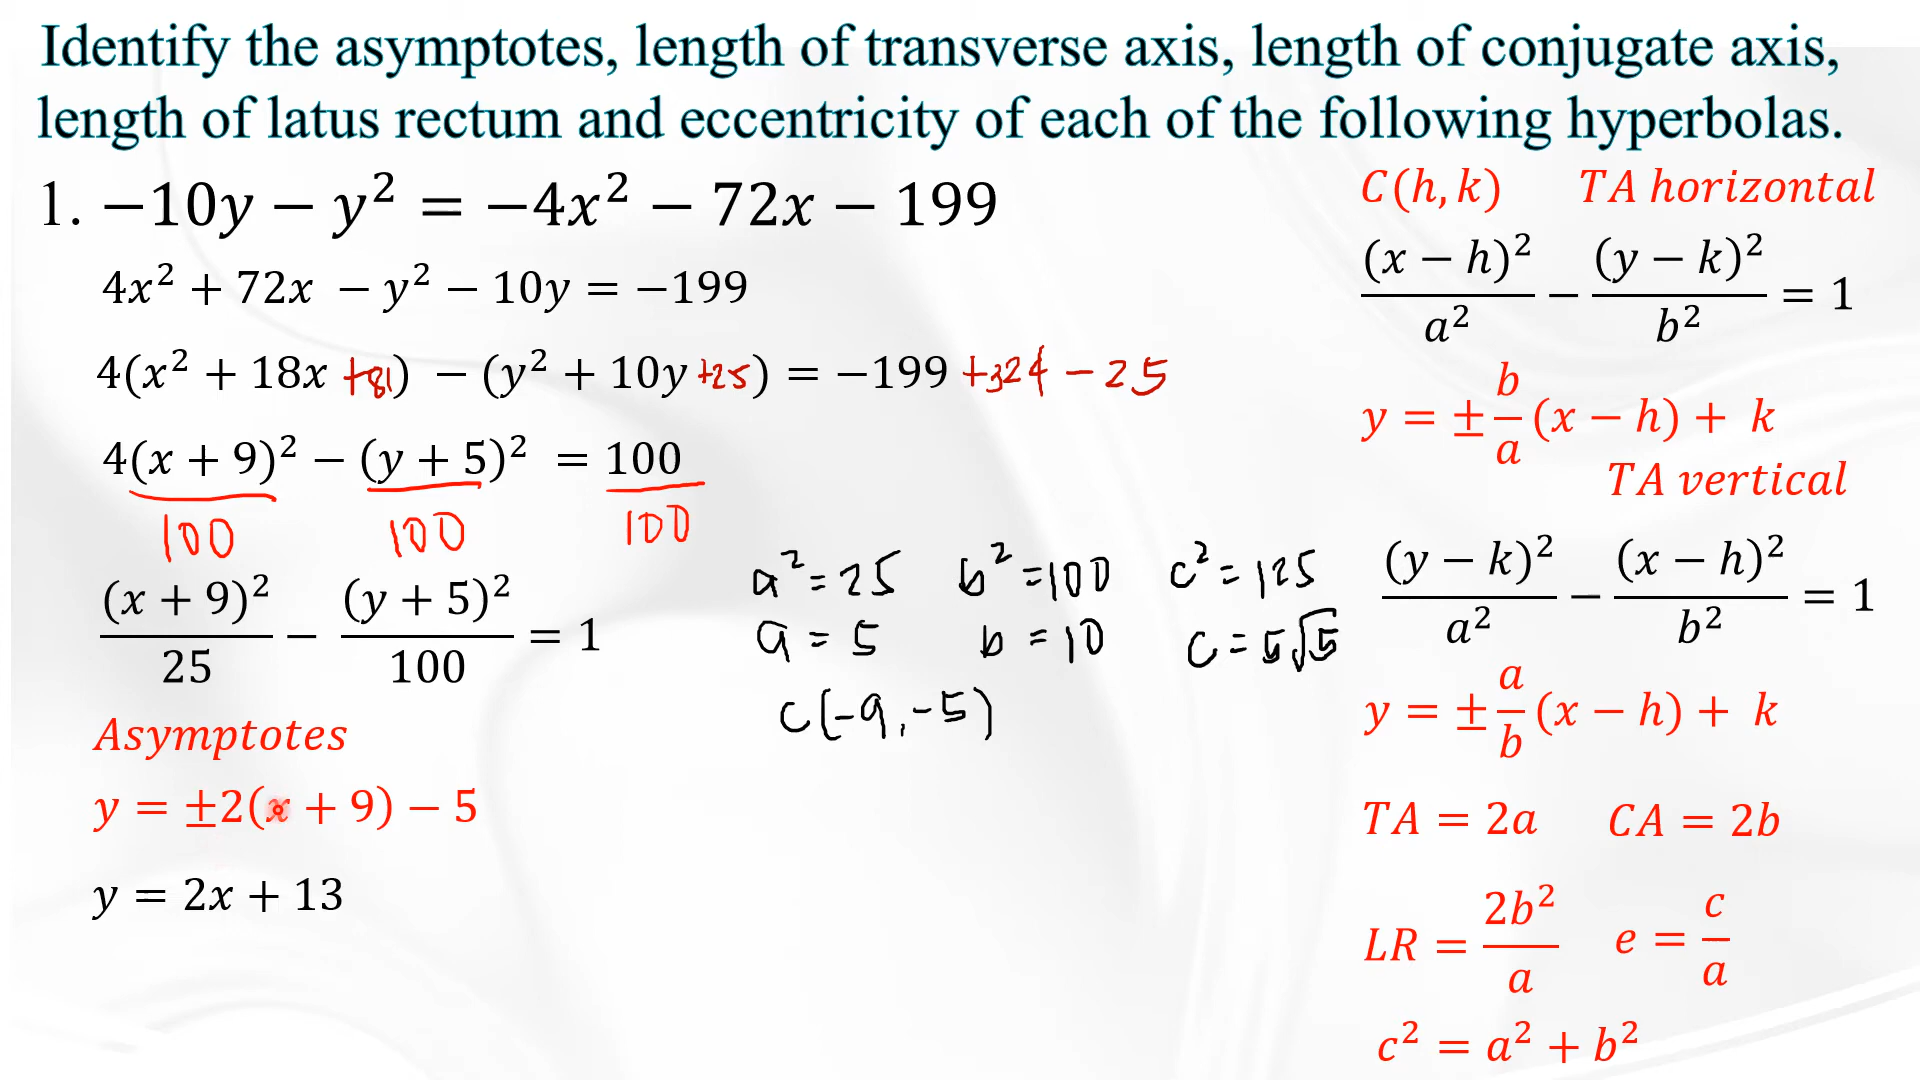 Identify the asymptotes, length of transverse axis, length of conjugate axis,
length of latus rectum and eccentricity of each of the following hyperbolas.
1. −10y − y² = −4x² − 72x − 199
4x² + 72x − y² − 10y = −199
4(x² + 18x +81) − (y² + 10y +25) = −199 +324 − 25
4(x + 9)² − (y + 5)² = 100
100 100 100
(x + 9)²/25 − (y + 5)²/100 = 1
a² = 25 b² = 100 c² = 125
a = 5 b = 10 c = 5√5
C(-9, -5)
Asymptotes
y = ±2(x + 9) − 5
y = 2x + 13
C(h, k) TA horizontal
(x − h)²/a² − (y − k)²/b² = 1
y = ± b/a (x − h) + k
TA vertical
(y − k)²/a² − (x − h)²/b² = 1
y = ± a/b (x − h) + k
TA = 2a CA = 2b
LR = 2b²/a e = c/a
c² = a² + b²